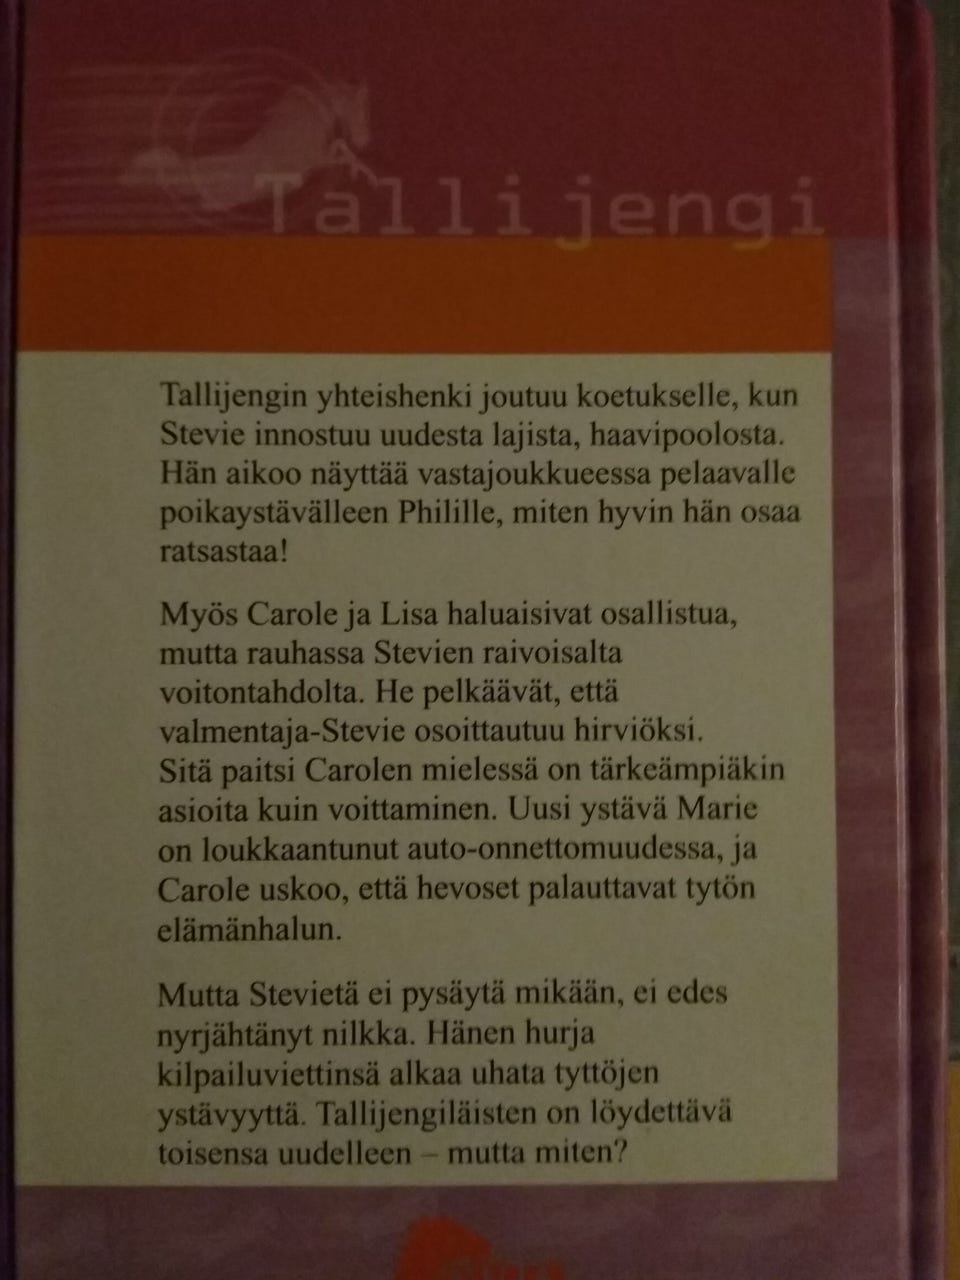 Tallijengi
Tallijengin yhteishenki joutuu koetukselle, kun
Stevie innostuu uudesta lajista, haavipoolosta.
Hän aikoo näyttää vastajoukkueessa pelaavalle
poikaystävälleen Philille, miten hyvin hän osaa
ratsastaa!
Myös Carole ja Lisa haluaisivat osallistua,
mutta rauhassa Stevien raivoisalta
voitontahdolta. He pelkäävät, että
valmentaja-Stevie osoittautuu hirviöksi.
Sitä paitsi Carolen mielessä on tärkeämpiäkin
asioita kuin voittaminen. Uusi ystävä Marie
on loukkaantunut auto-onnettomuudessa, ja
Carole uskoo, että hevoset palauttavat tytön
elämänhalun.
Mutta Stevietä ei pysäytä mikään, ei edes
nyrjähtänyt nilkka. Hänen hurja
kilpailuviettinsä alkaa uhata tyttöjen
ystävyyttä. Tallijengiläisten on löydettävä
toisensa uudelleen – mutta miten?